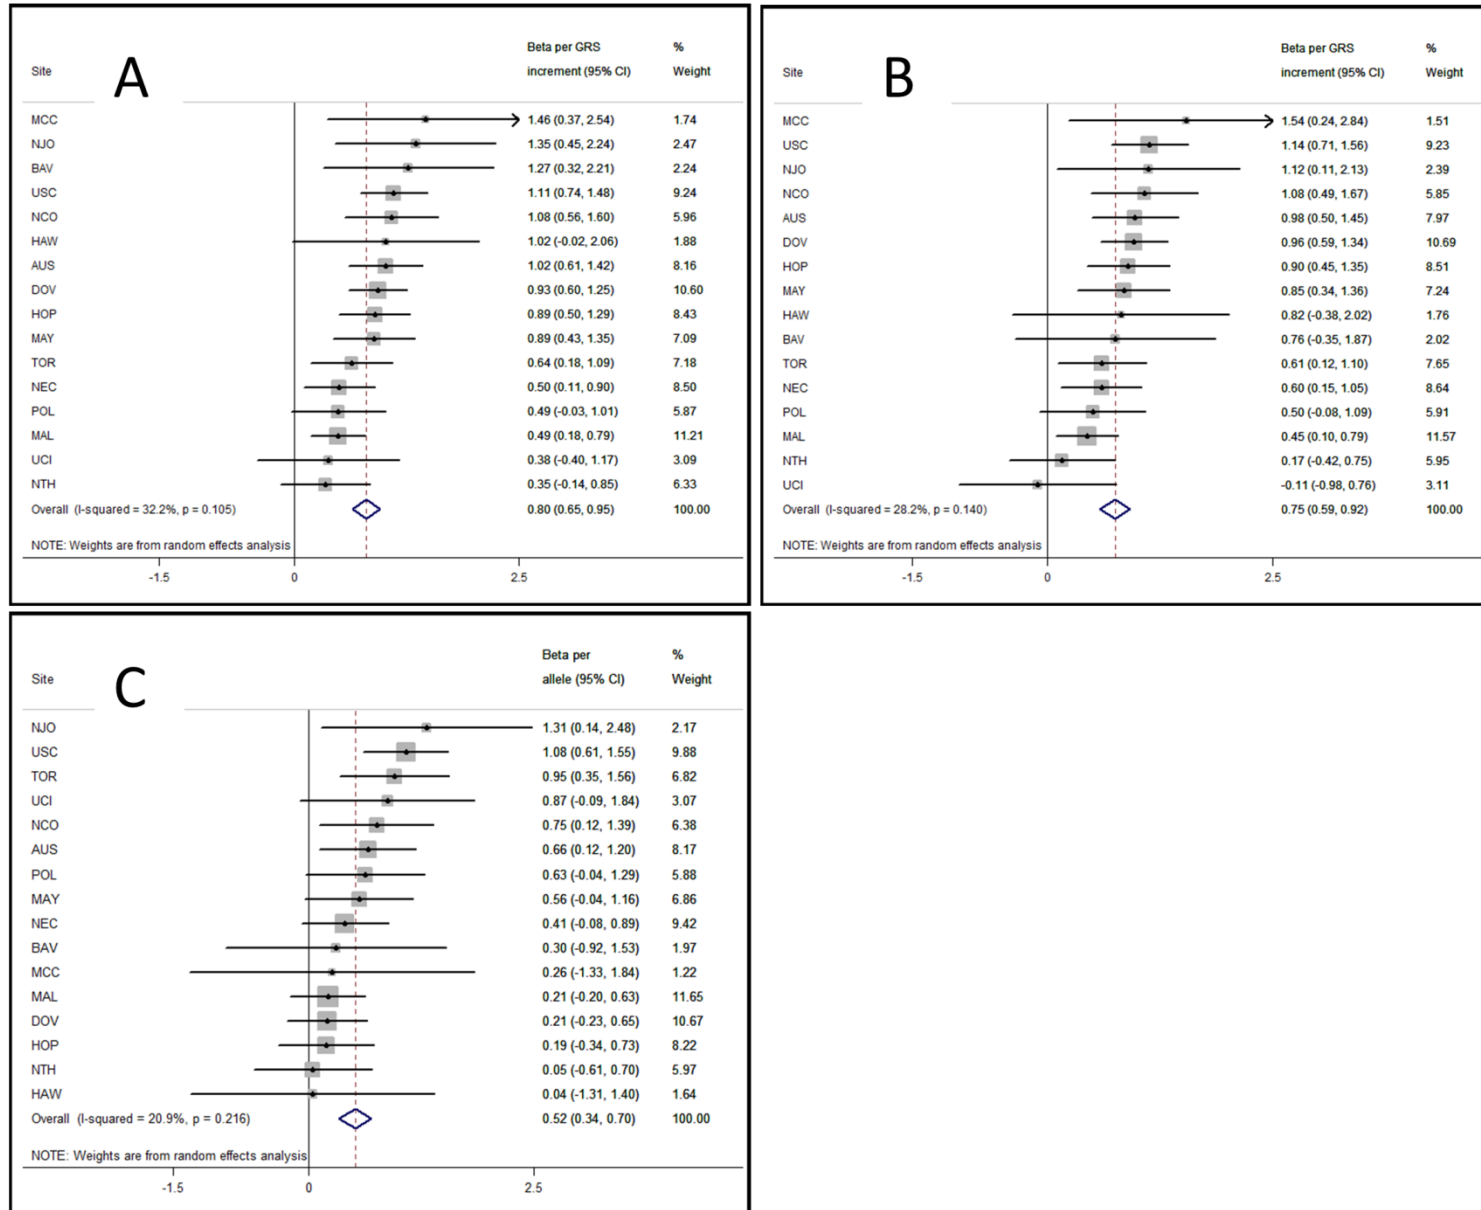 A
Beta per GRS %
Site increment (95% CI) Weight
MCC 1.46 (0.37, 2.54) 1.74
NJO 1.35 (0.45, 2.24) 2.47
BAV 1.27 (0.32, 2.21) 2.24
USC 1.11 (0.74, 1.48) 9.24
NCO 1.08 (0.56, 1.60) 5.96
HAW 1.02 (-0.02, 2.06) 1.88
AUS 1.02 (0.61, 1.42) 8.16
DOV 0.93 (0.60, 1.25) 10.60
HOP 0.89 (0.50, 1.29) 8.43
MAY 0.89 (0.43, 1.35) 7.09
TOR 0.64 (0.18, 1.09) 7.18
NEC 0.50 (0.11, 0.90) 8.50
POL 0.49 (-0.03, 1.01) 5.87
MAL 0.49 (0.18, 0.79) 11.21
UCI 0.38 (-0.40, 1.17) 3.09
NTH 0.35 (-0.14, 0.85) 6.33
Overall (I-squared = 32.2%, p = 0.105) 0.80 (0.65, 0.95) 100.00
NOTE: Weights are from random effects analysis
-1.5 0 2.5
B
Beta per GRS %
Site increment (95% CI) Weight
MCC 1.54 (0.24, 2.84) 1.51
USC 1.14 (0.71, 1.56) 9.23
NJO 1.12 (0.11, 2.13) 2.39
NCO 1.08 (0.49, 1.67) 5.85
AUS 0.98 (0.50, 1.45) 7.97
DOV 0.96 (0.59, 1.34) 10.69
HOP 0.90 (0.45, 1.35) 8.51
MAY 0.85 (0.34, 1.36) 7.24
HAW 0.82 (-0.38, 2.02) 1.76
BAV 0.76 (-0.35, 1.87) 2.02
TOR 0.61 (0.12, 1.10) 7.65
NEC 0.60 (0.15, 1.05) 8.64
POL 0.50 (-0.08, 1.09) 5.91
MAL 0.45 (0.10, 0.79) 11.57
NTH 0.17 (-0.42, 0.75) 5.95
UCI -0.11 (-0.98, 0.76) 3.11
Overall (I-squared = 28.2%, p = 0.140) 0.75 (0.59, 0.92) 100.00
NOTE: Weights are from random effects analysis
-1.5 0 2.5
C
Beta per %
Site allele (95% CI) Weight
NJO 1.31 (0.14, 2.48) 2.17
USC 1.08 (0.61, 1.55) 9.88
TOR 0.95 (0.35, 1.56) 6.82
UCI 0.87 (-0.09, 1.84) 3.07
NCO 0.75 (0.12, 1.39) 6.38
AUS 0.66 (0.12, 1.20) 8.17
POL 0.63 (-0.04, 1.29) 5.88
MAY 0.56 (-0.04, 1.16) 6.86
NEC 0.41 (-0.08, 0.89) 9.42
BAV 0.30 (-0.92, 1.53) 1.97
MCC 0.26 (-1.33, 1.84) 1.22
MAL 0.21 (-0.20, 0.63) 11.65
DOV 0.21 (-0.23, 0.65) 10.67
HOP 0.19 (-0.34, 0.73) 8.22
NTH 0.05 (-0.61, 0.70) 5.97
HAW 0.04 (-1.31, 1.40) 1.64
Overall (I-squared = 20.9%, p = 0.216) 0.52 (0.34, 0.70) 100.00
NOTE: Weights are from random effects analysis
-1.5 0 2.5